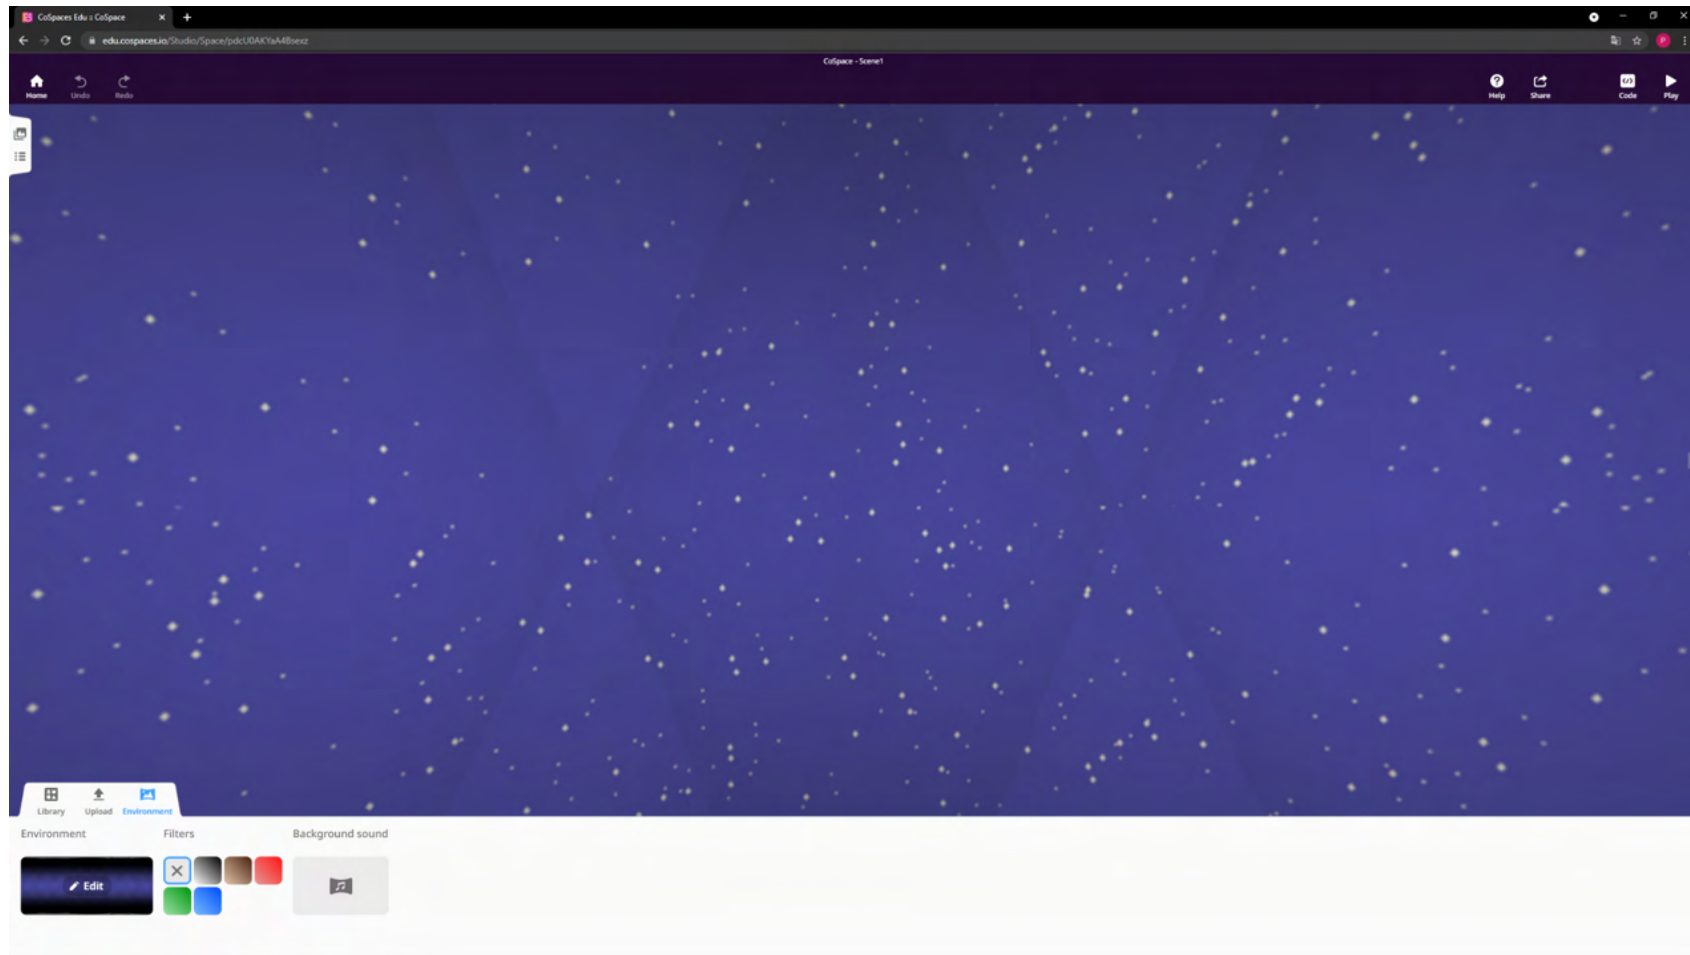 CoSpaces Edu :: CoSpace
edu.cospaces.io/Studio/Space/pdcU0AKYaA4Bsexz
P
CoSpace - Scene1
Home
Undo
Redo
Help
Share
Code
Play
Library
Upload
Environment
Environment
Filters
Background sound
Edit